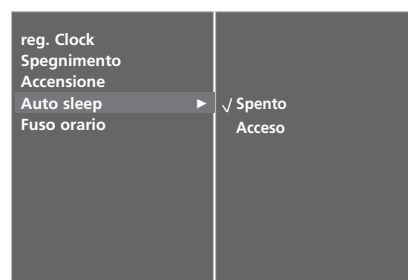 reg. Clock
Spegnimento
Accensione
Auto sleep ►
Fuso orario
√ Spento
Acceso